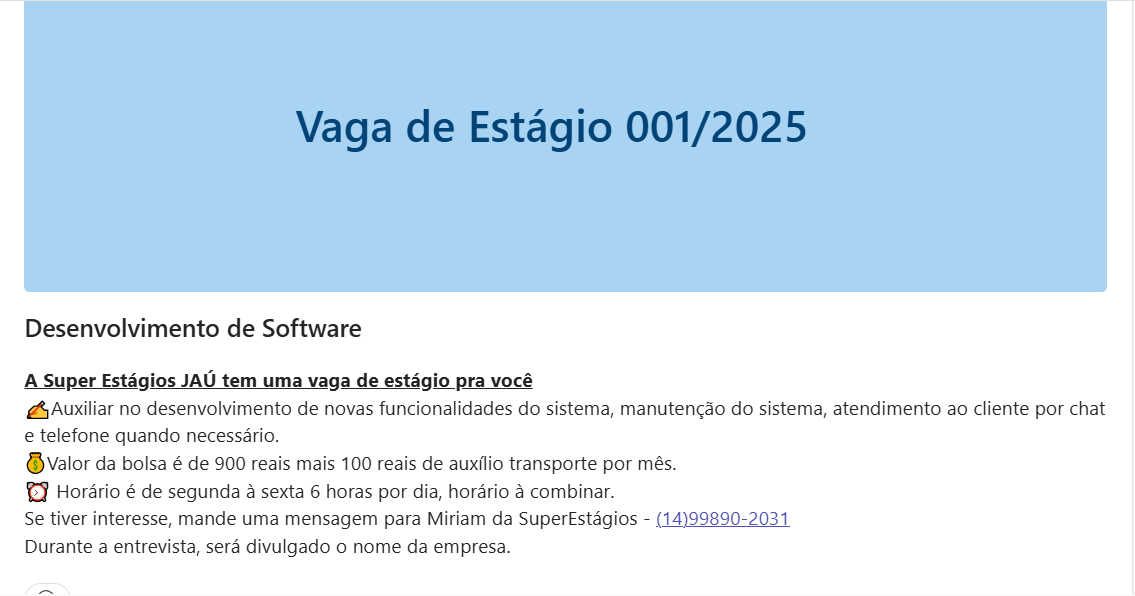 Vaga de Estágio 001/2025
Desenvolvimento de Software
A Super Estágios JAÚ tem uma vaga de estágio pra você
✍Auxiliar no desenvolvimento de novas funcionalidades do sistema, manutenção do sistema, atendimento ao cliente por chat
e telefone quando necessário.
💰Valor da bolsa é de 900 reais mais 100 reais de auxílio transporte por mês.
⏰ Horário é de segunda à sexta 6 horas por dia, horário à combinar.
Se tiver interesse, mande uma mensagem para Miriam da SuperEstágios - (14)99890-2031
Durante a entrevista, será divulgado o nome da empresa.